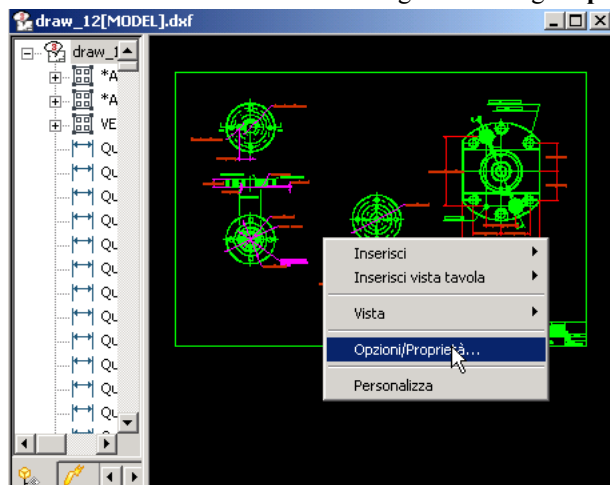 draw_12[MODEL].dxf
draw_1
*A
*A
VE
Qu
Qu
Qu
Qu
Qu
Qu
Qu
Qu
Qu
Qu
Qu
Qu
Inserisci
Inserisci vista tavola
Vista
Opzioni/Proprietà...
Personalizza